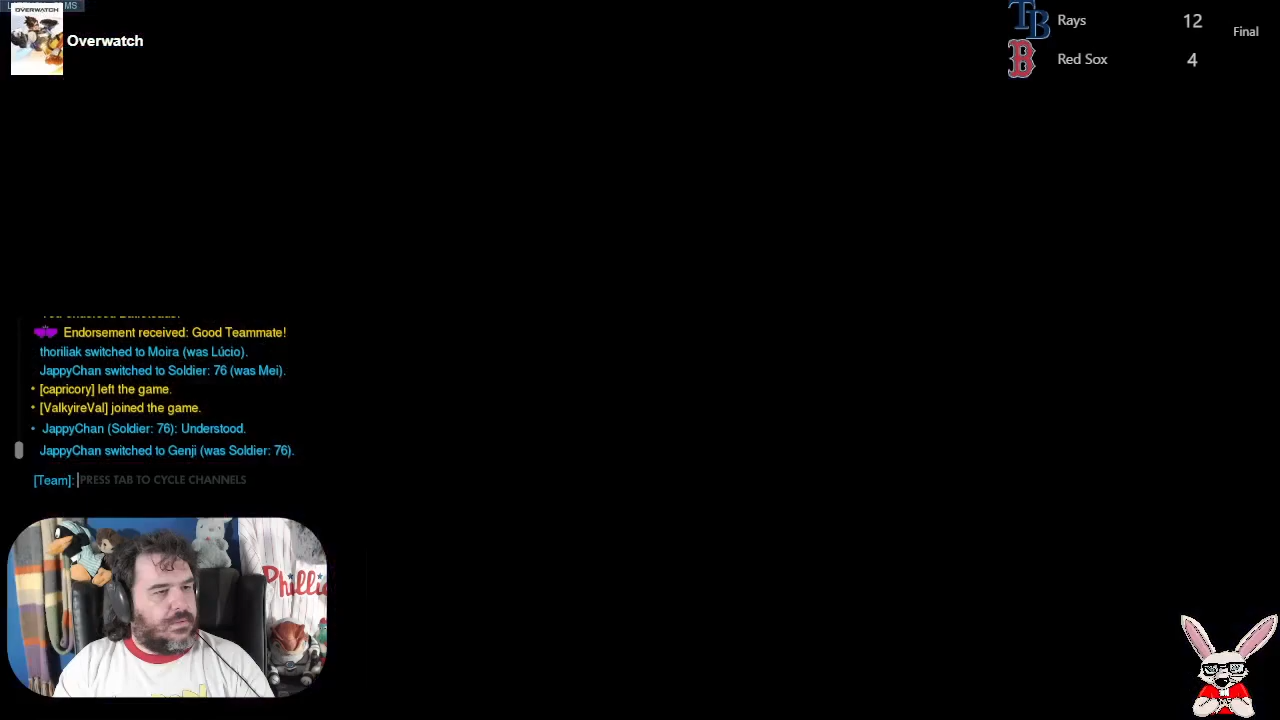 OVERWATCH
Overwatch
Rays 12
Final
Red Sox 4
Endorsement received: Good Teammate!
thoriliak switched to Moira (was Lúcio).
JappyChan switched to Soldier: 76 (was Mei).
• [capricory] left the game.
• [ValkyireVal] joined the game.
• JappyChan (Soldier: 76): Understood.
JappyChan switched to Genji (was Soldier: 76).
[Team]: PRESS TAB TO CYCLE CHANNELS
Phillie